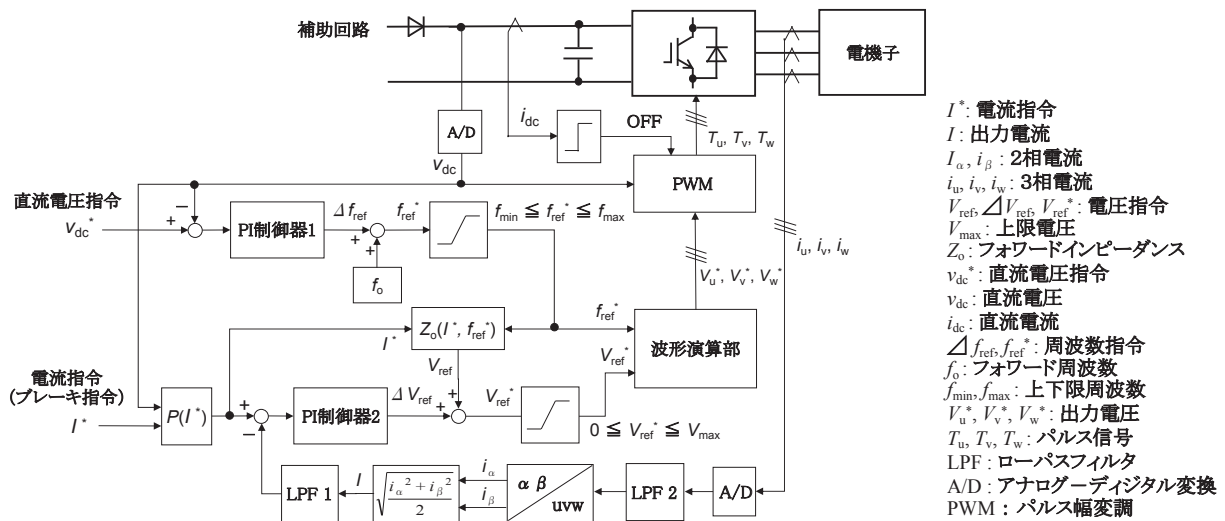 補助回路
電機子
A/D
i_dc
OFF
T_u, T_v, T_w
v_dc
PWM
直流電圧指令
v_dc^*
−
+
PI制御器1
Δf_ref
+
+
f_ref^*
f_min ≦ f_ref^* ≦ f_max
f_o
i_u, i_v, i_w
V_u^*, V_v^*, V_w^*
Z_o(I^*, f_ref^*)
I^*
f_ref^*
波形演算部
V_ref
V_ref^*
電流指令
(ブレーキ指令)
I^*
P(I^*)
+
−
PI制御器2
ΔV_ref
+
+
V_ref^*
0 ≦ V_ref^* ≦ V_max
LPF 1
I
√((i_α^2 + i_β^2)/2)
i_α
i_β
α β
uvw
LPF 2
A/D
I^*: 電流指令
I: 出力電流
I_α, i_β : 2相電流
i_u, i_v, i_w : 3相電流
V_ref, ⊿V_ref, V_ref^* : 電圧指令
V_max : 上限電圧
Z_o : フォワードインピーダンス
v_dc^* : 直流電圧指令
v_dc : 直流電圧
i_dc : 直流電流
⊿f_ref, f_ref^* : 周波数指令
f_o : フォワード周波数
f_min, f_max : 上下限周波数
V_u^*, V_v^*, V_w^* : 出力電圧
T_u, T_v, T_w : パルス信号
LPF : ローパスフィルタ
A/D : アナログ−ディジタル変換
PWM : パルス幅変調